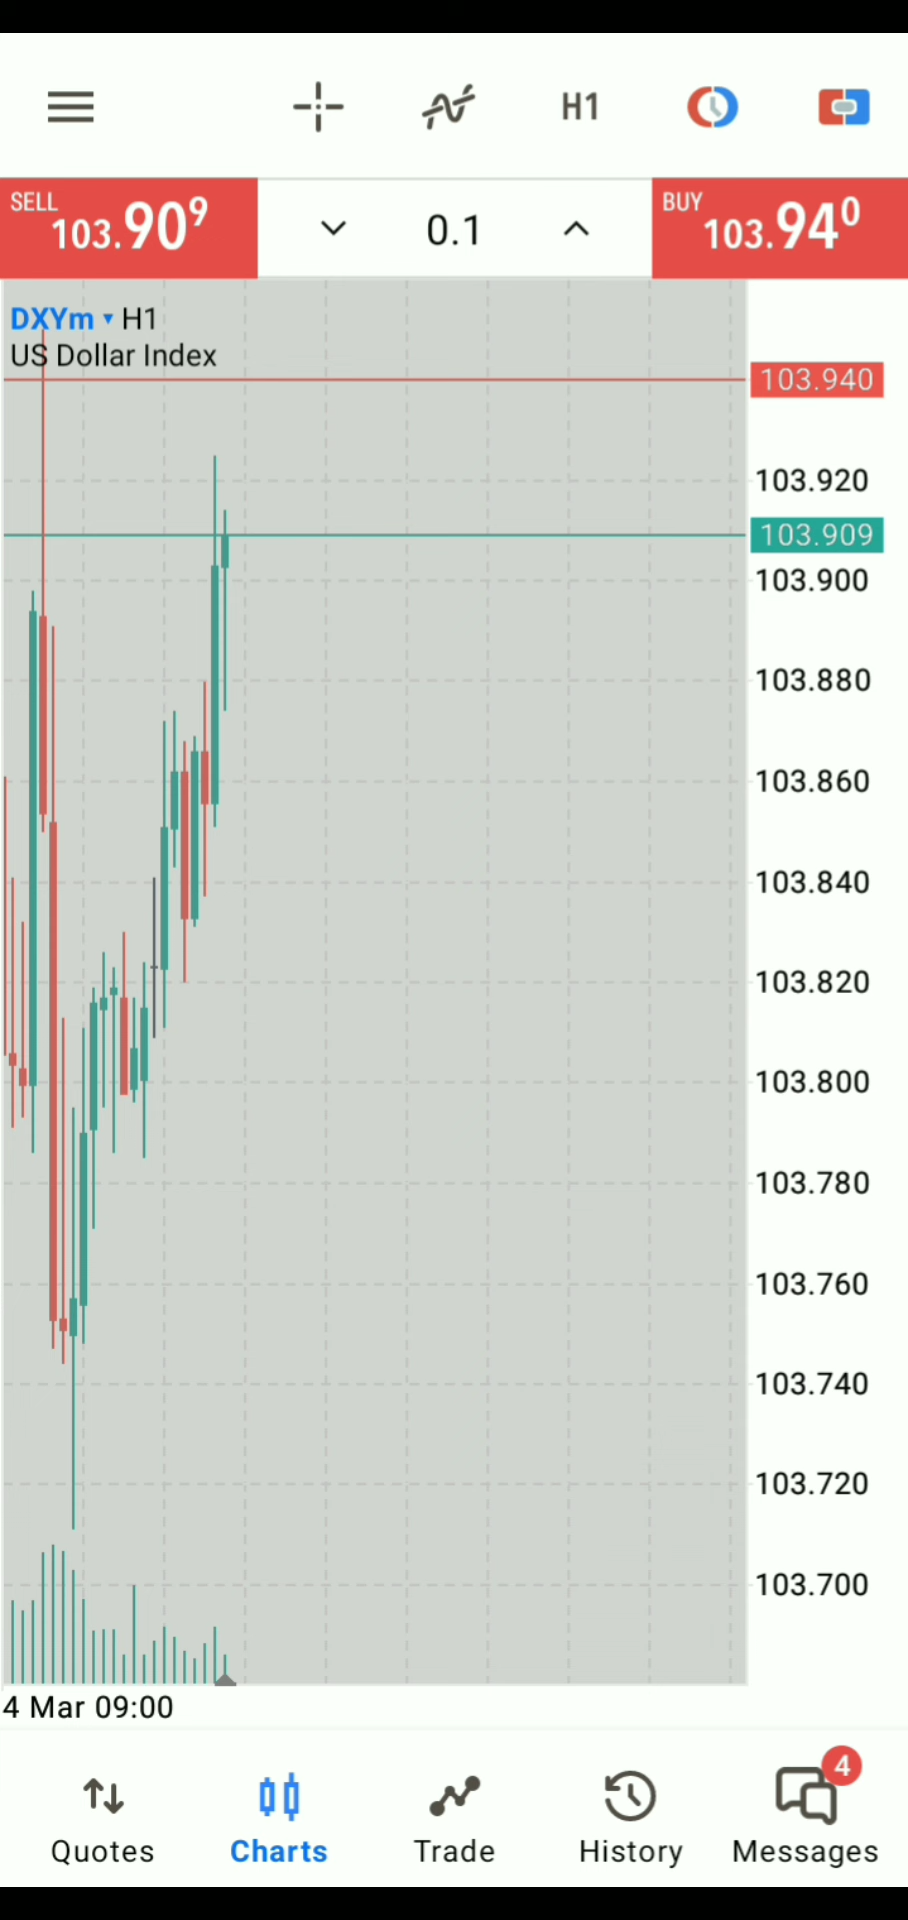 H1
SELL 103.909
0.1
BUY 103.940
DXYm ▾ H1
US Dollar Index
103.940
103.920
103.909
103.900
103.880
103.860
103.840
103.820
103.800
103.780
103.760
103.740
103.720
103.700
4 Mar 09:00
4
Quotes
Charts
Trade
History
Messages